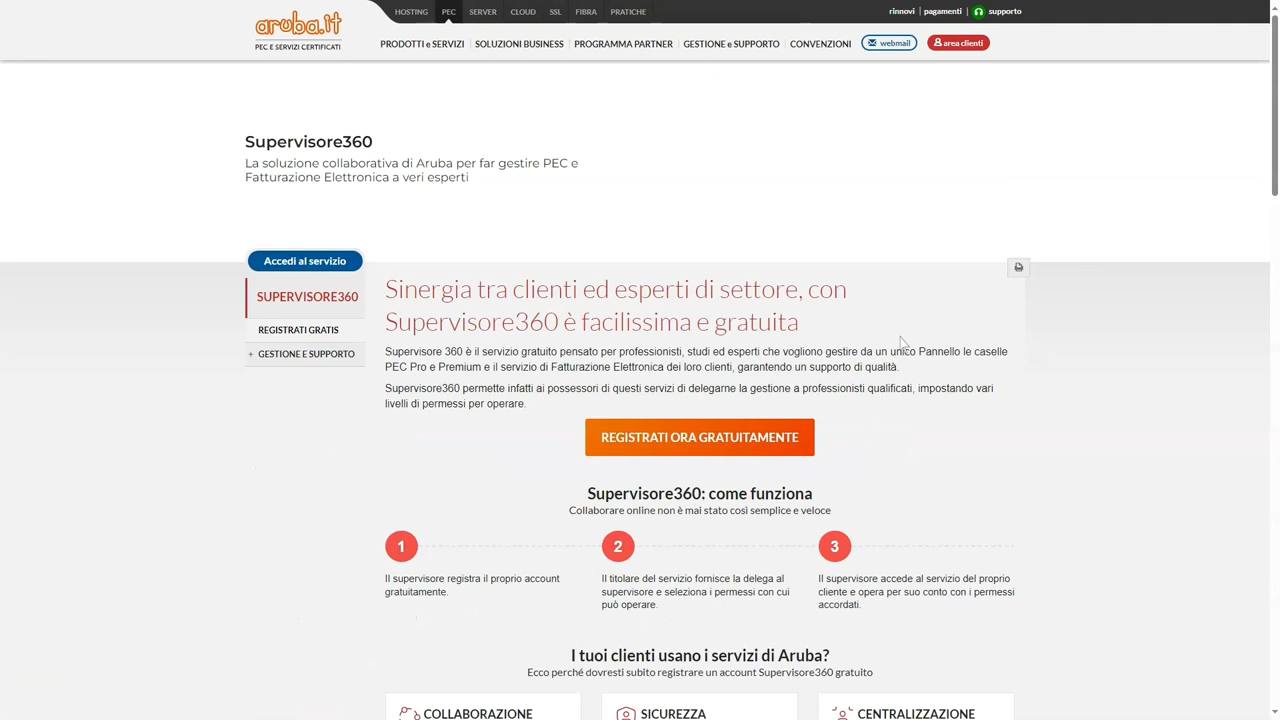 aruba.it
PEC E SERVIZI CERTIFICATI
HOSTING PEC SERVER CLOUD SSL FIBRA PRATICHE
rinnovi | pagamenti | supporto
PRODOTTI e SERVIZI SOLUZIONI BUSINESS PROGRAMMA PARTNER GESTIONE e SUPPORTO CONVENZIONI webmail area clienti
Supervisore360
La soluzione collaborativa di Aruba per far gestire PEC e
Fatturazione Elettronica a veri esperti
Accedi al servizio
SUPERVISORE360
REGISTRATI GRATIS
+ GESTIONE E SUPPORTO
Sinergia tra clienti ed esperti di settore, con
Supervisore360 è facilissima e gratuita
Supervisore 360 è il servizio gratuito pensato per professionisti, studi ed esperti che vogliono gestire da un unico Pannello le caselle
PEC Pro e Premium e il servizio di Fatturazione Elettronica dei loro clienti, garantendo un supporto di qualità.
Supervisore360 permette infatti ai possessori di questi servizi di delegarne la gestione a professionisti qualificati, impostando vari
livelli di permessi per operare.
REGISTRATI ORA GRATUITAMENTE
Supervisore360: come funziona
Collaborare online non è mai stato così semplice e veloce
1
Il supervisore registra il proprio account
gratuitamente.
2
Il titolare del servizio fornisce la delega al
supervisore e seleziona i permessi con cui
può operare.
3
Il supervisore accede al servizio del proprio
cliente e opera per suo conto con i permessi
accordati.
I tuoi clienti usano i servizi di Aruba?
Ecco perché dovresti subito registrare un account Supervisore360 gratuito
COLLABORAZIONE
SICUREZZA
CENTRALIZZAZIONE